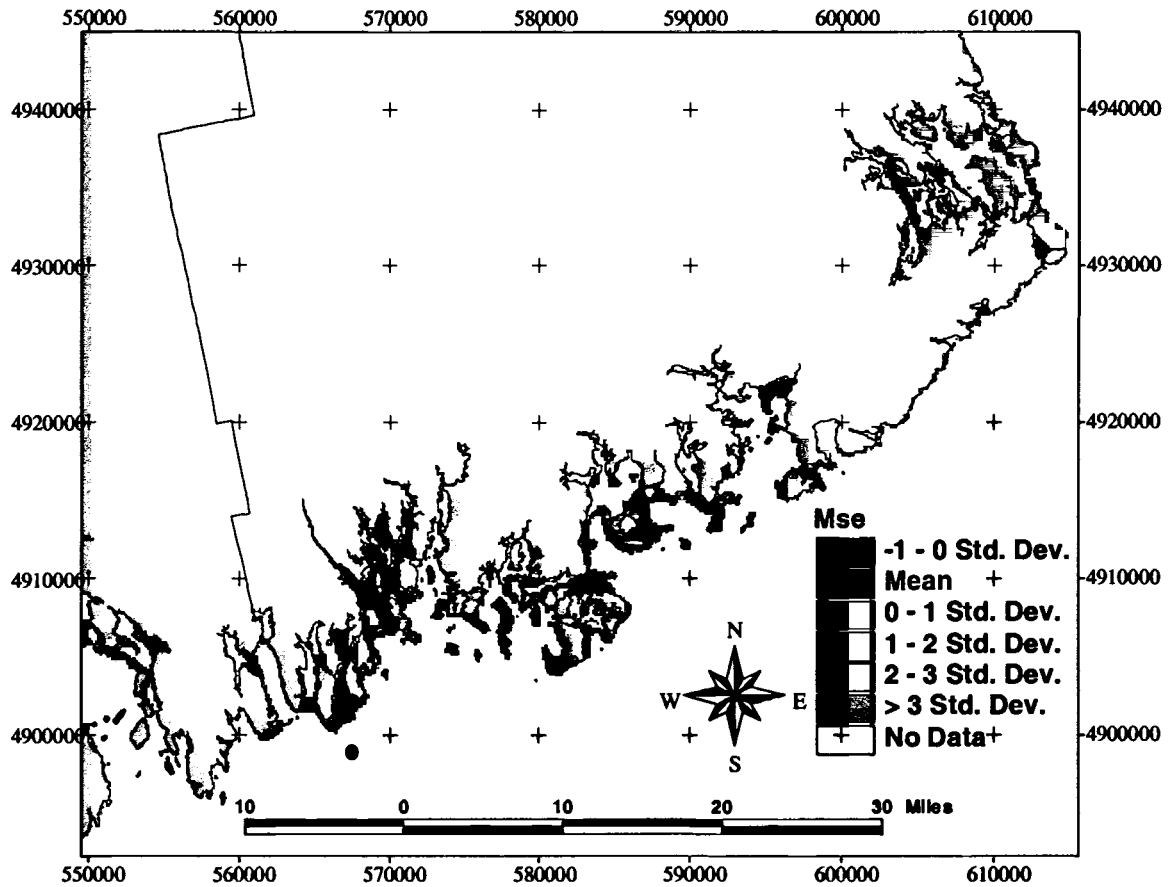 550000 560000 570000 580000 590000 600000 610000
4940000 4940000
4930000 4930000
4920000 4920000
Mse
-1 - 0 Std. Dev.
4910000 Mean 4910000
0 - 1 Std. Dev.
1 - 2 Std. Dev.
2 - 3 Std. Dev.
> 3 Std. Dev.
4900000 No Data 4900000
N
W E
S
10 0 10 20 30 Miles
550000 560000 570000 580000 590000 600000 610000